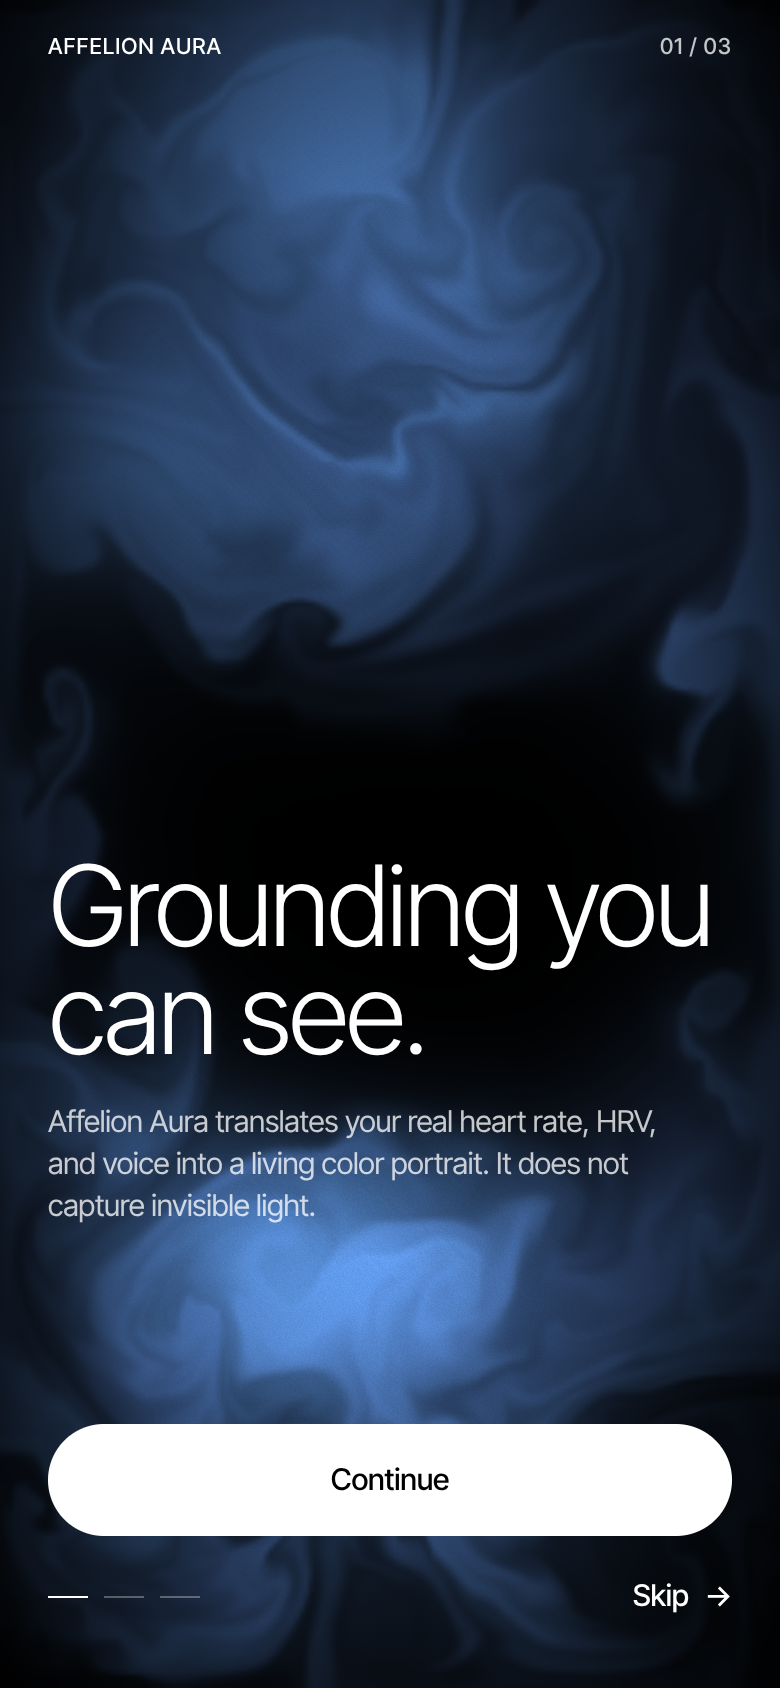 AFFELION AURA
01 / 03
Grounding you
can see.
Affelion Aura translates your real heart rate, HRV,
and voice into a living color portrait. It does not
capture invisible light.
Continue
Skip →